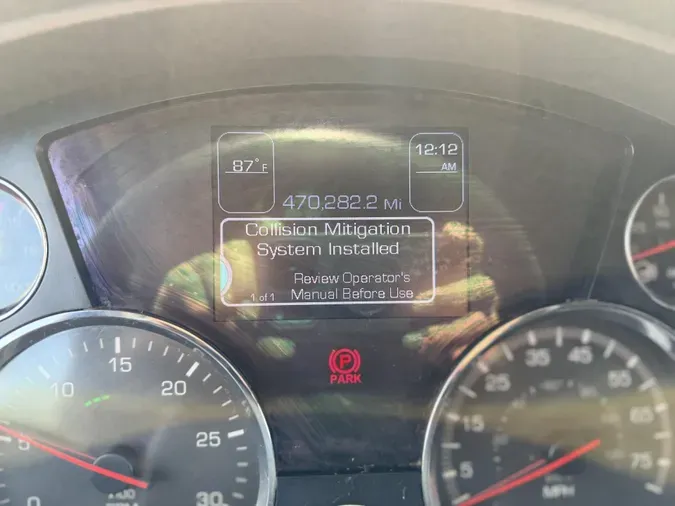 87° F
12:12
AM
470,282.2 Mi
Collision Mitigation
System Installed
Review Operator's
1 of 1 Manual Before Use
PARK
5 10 15 20 25 30
0
5 15 25 35 45 55 75
MPH